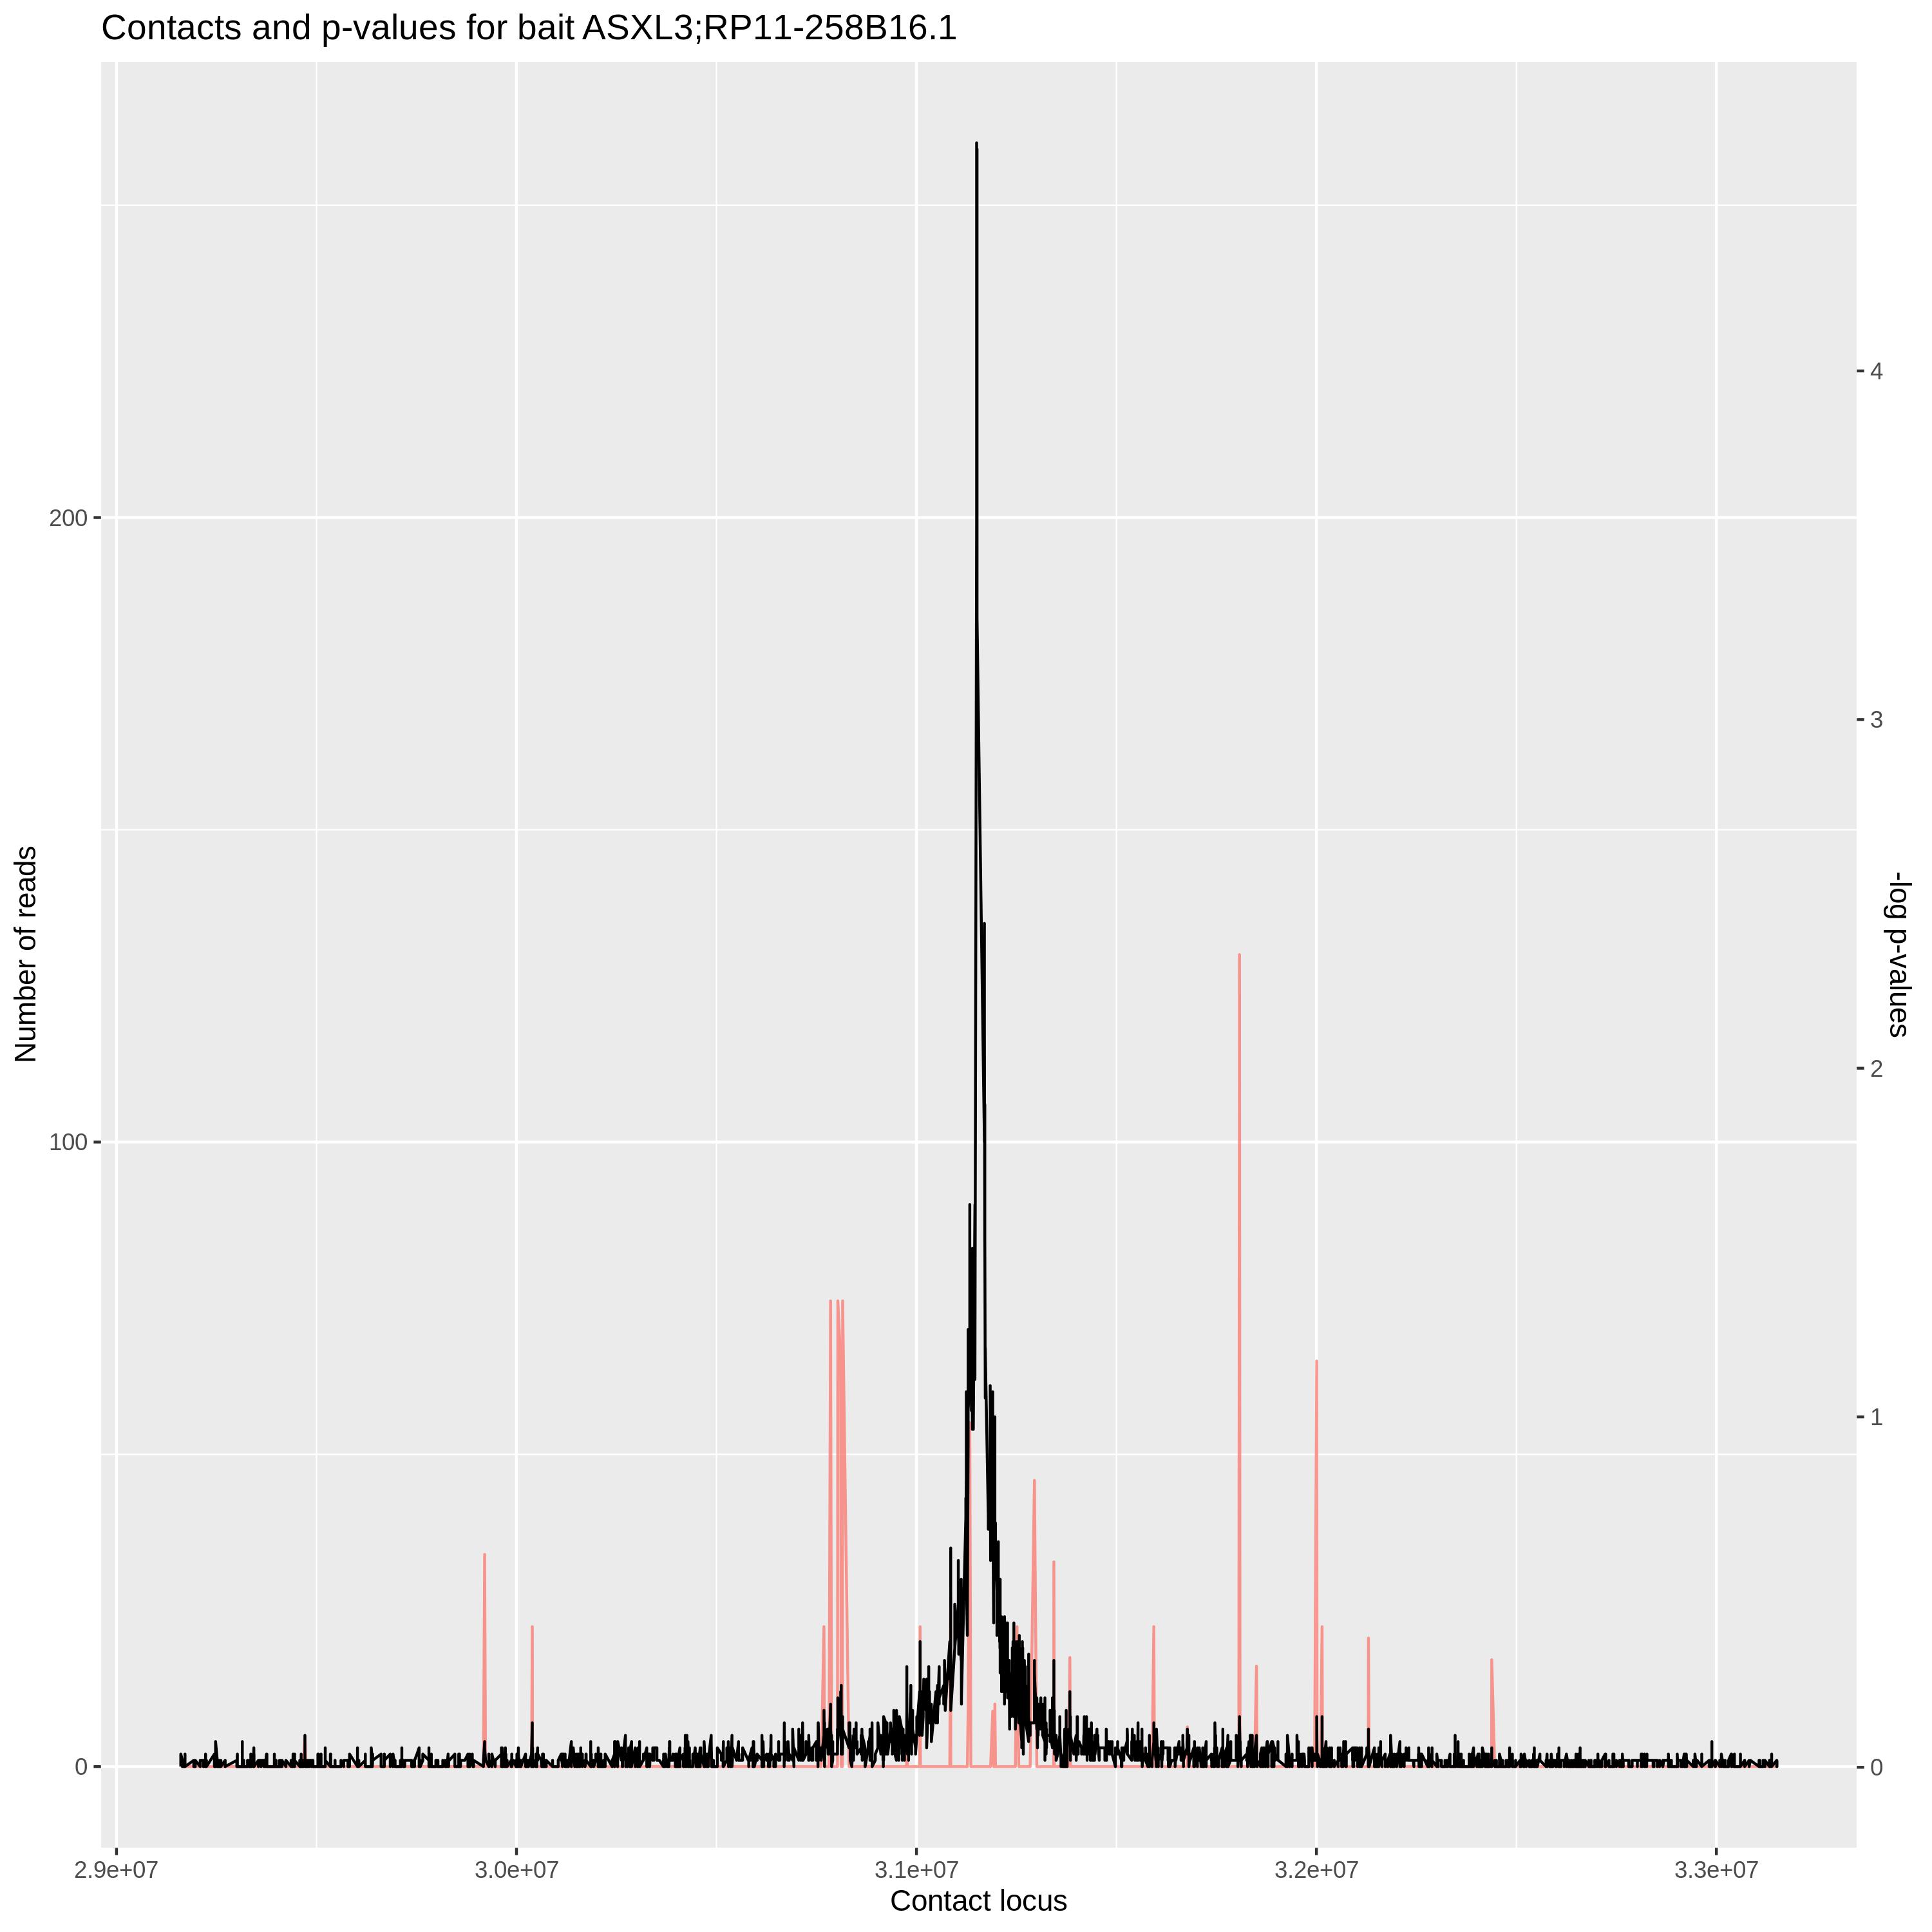 Contacts and p-values for bait ASXL3;RP11-258B16.1
200
100
0
Number of reads
4
3
2
1
0
-log p-values
2.9e+07
3.0e+07
3.1e+07
3.2e+07
3.3e+07
Contact locus